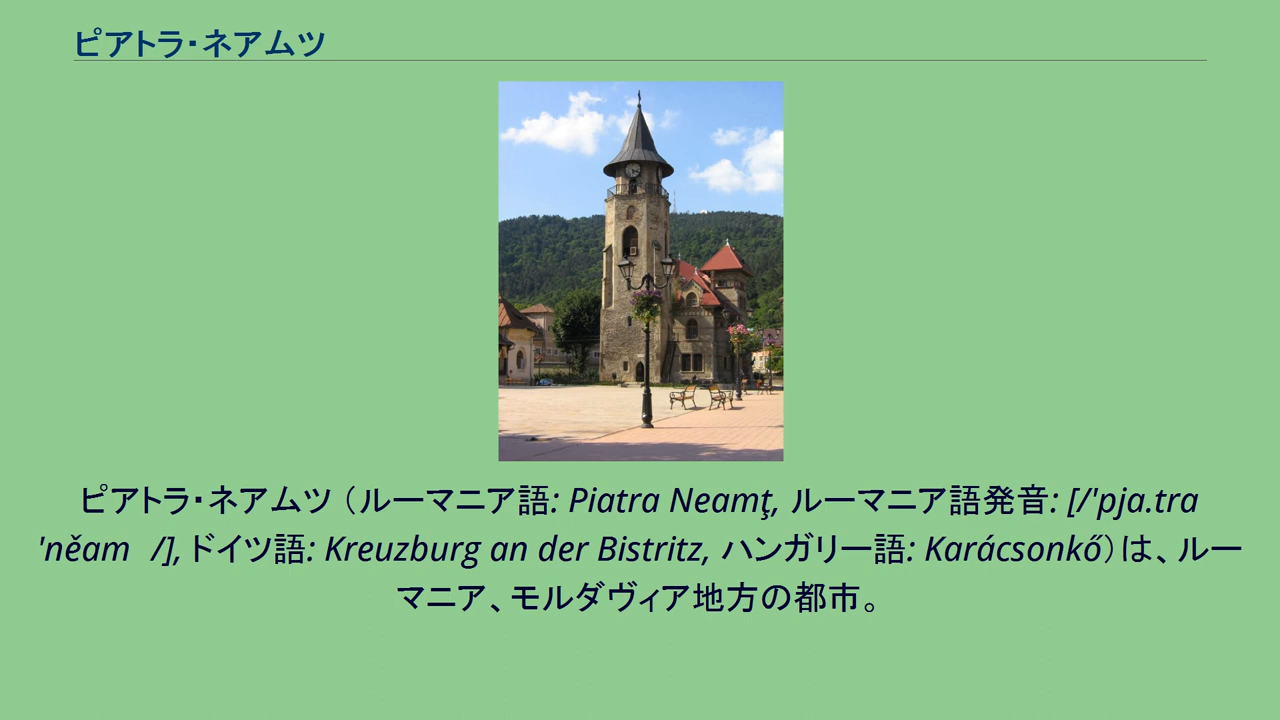 ピアトラ・ネアムツ
ピアトラ・ネアムツ（ルーマニア語: Piatra Neamţ, ルーマニア語発音: [/'pja.tra
'nĕam /], ドイツ語: Kreuzburg an der Bistritz, ハンガリー語: Karácsonkő）は、ルー
マニア、モルダヴィア地方の都市。